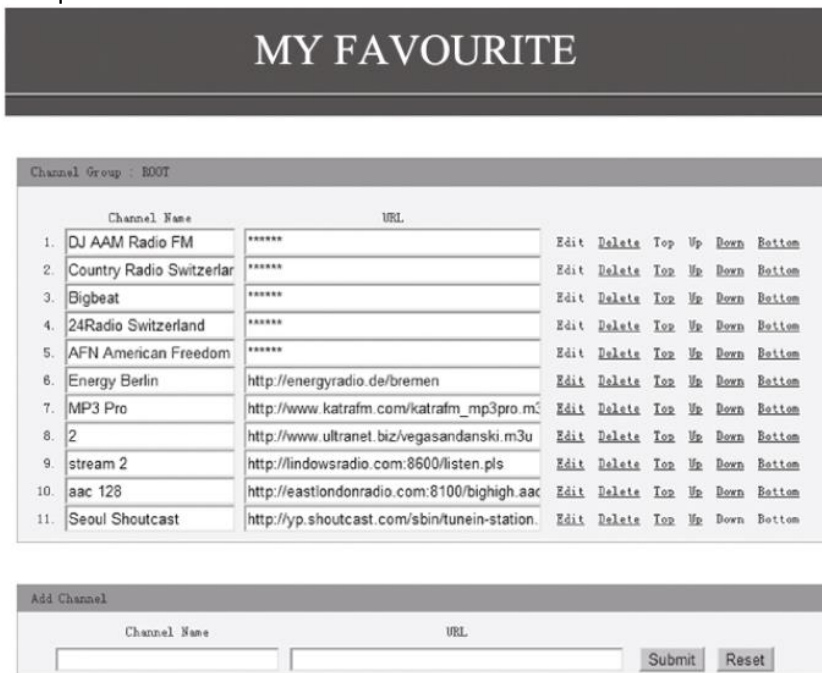 MY FAVOURITE
Channel Group : ROOT
Channel Name URL
1. DJ AAM Radio FM ****** Edit Delete Top Up Down Bottom
2. Country Radio Switzerlar ****** Edit Delete Top Up Down Bottom
3. Bigbeat ****** Edit Delete Top Up Down Bottom
4. 24Radio Switzerland ****** Edit Delete Top Up Down Bottom
5. AFN American Freedom ****** Edit Delete Top Up Down Bottom
6. Energy Berlin http://energyradio.de/bremen Edit Delete Top Up Down Bottom
7. MP3 Pro http://www.katrafm.com/katrafm_mp3pro.m3 Edit Delete Top Up Down Bottom
8. 2 http://www.ultranet.biz/vegasandanski.m3u Edit Delete Top Up Down Bottom
9. stream 2 http://lindowsradio.com:8600/listen.pls Edit Delete Top Up Down Bottom
10. aac 128 http://eastlondonradio.com:8100/bighigh.aac Edit Delete Top Up Down Bottom
11. Seoul Shoutcast http://yp.shoutcast.com/sbin/tunein-station. Edit Delete Top Up Down Bottom
Add Channel
Channel Name URL
Submit Reset